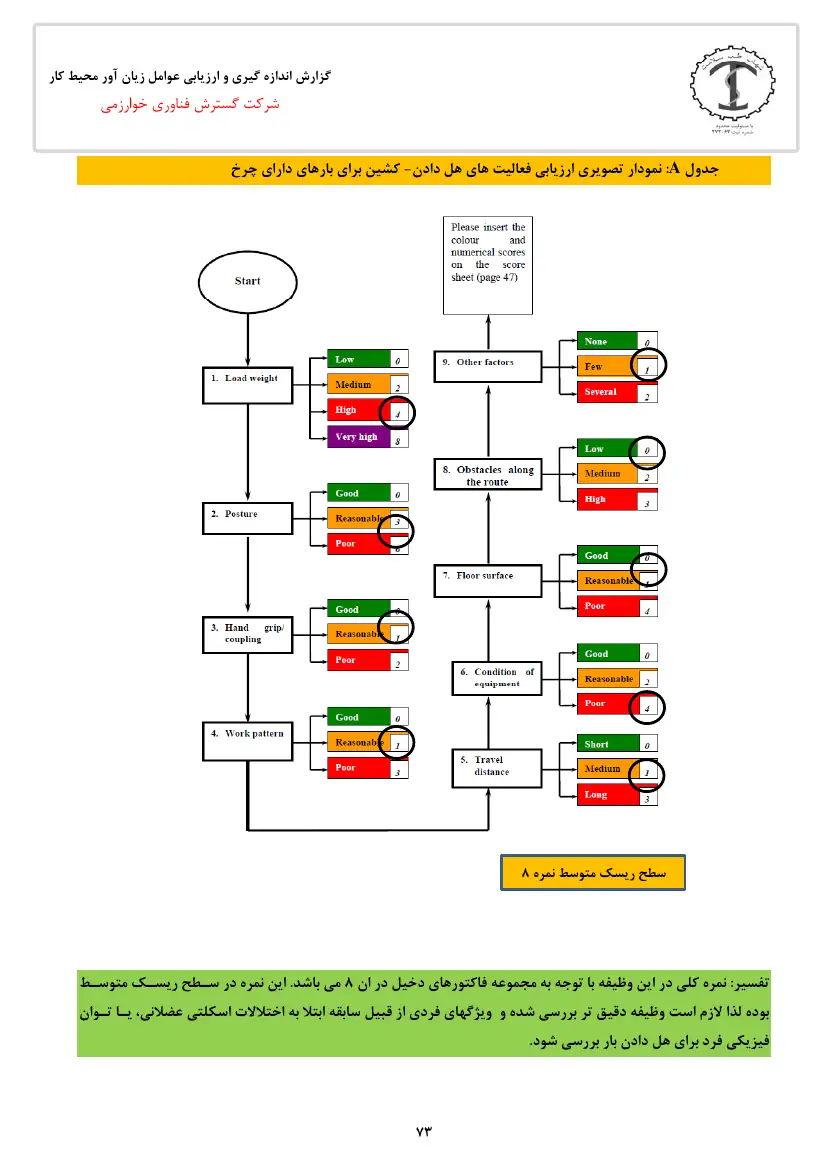 گزارش اندازه گیری و ارزیابی عوامل زیان آور محیط کار
شرکت گسترش فناوری خوارزمی
شهاب طب سلامت
با مسئولیت محدود
جدول A: نمودار تصویری ارزیابی فعالیت های هل دادن- کشین برای بارهای دارای چرخ
Start
1. Load weight
Low 0
Medium 2
High 4
Very high 8
2. Posture
Good 0
Reasonable 3
Poor 6
3. Hand grip/
coupling
Good 0
Reasonable 1
Poor 2
4. Work pattern
Good 0
Reasonable 1
Poor 3
5. Travel
distance
Short 0
Medium 1
Long 3
6. Condition of
equipment
Good 0
Reasonable 2
Poor 4
7. Floor surface
Good 0
Reasonable 1
Poor 4
8. Obstacles along
the route
Low 0
Medium 2
High 3
9. Other factors
None 0
Few 1
Several 2
Please insert the
colour and
numerical scores
on the score
sheet (page 47)
سطح ریسک متوسط نمره ۸
تفسیر: نمره کلی در این وظیفه با توجه به مجموعه فاکتورهای دخیل در ان ۸ می باشد. این نمره در سطح ریسک متوسط
بوده لذا لازم است وظیفه دقیق تر بررسی شده و ویژگهای فردی از قبیل سابقه ابتلا به اختلالات اسکلتی عضلانی، یا توان
فیزیکی فرد برای هل دادن بار بررسی شود.
۷۳